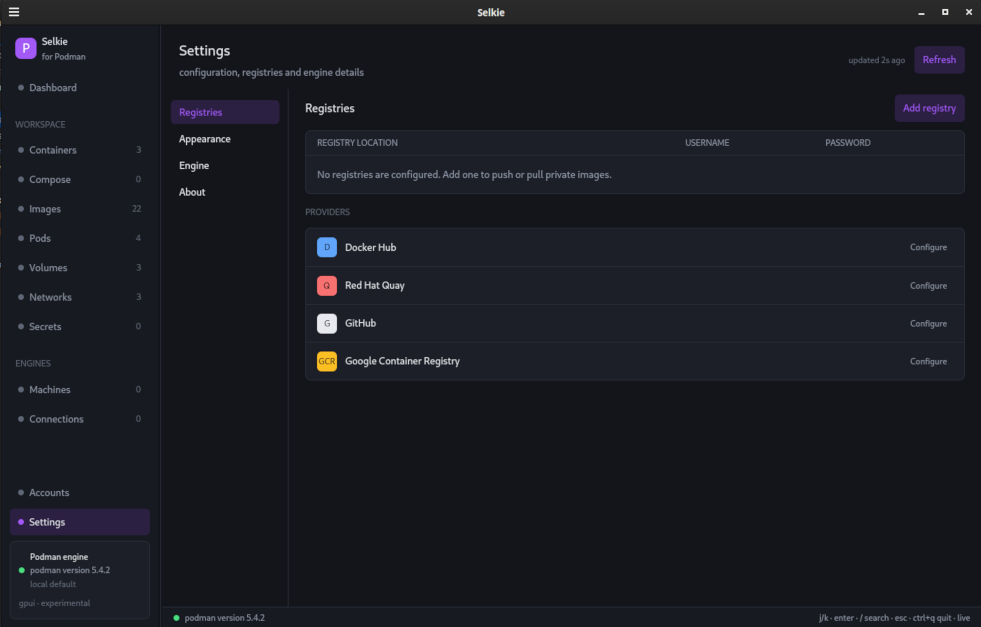 Selkie
P
Selkie
for Podman
Dashboard
WORKSPACE
Containers 3
Compose 0
Images 22
Pods 4
Volumes 3
Networks 3
Secrets 0
ENGINES
Machines 0
Connections 0
Accounts
Settings
Podman engine
podman version 5.4.2
local default
gpui · experimental
Settings
configuration, registries and engine details
updated 2s ago
Refresh
Registries
Appearance
Engine
About
Registries
Add registry
REGISTRY LOCATION USERNAME PASSWORD
No registries are configured. Add one to push or pull private images.
PROVIDERS
D Docker Hub Configure
Q Red Hat Quay Configure
G GitHub Configure
GCR Google Container Registry Configure
podman version 5.4.2
j/k · enter · / search · esc · ctrl+q quit · live